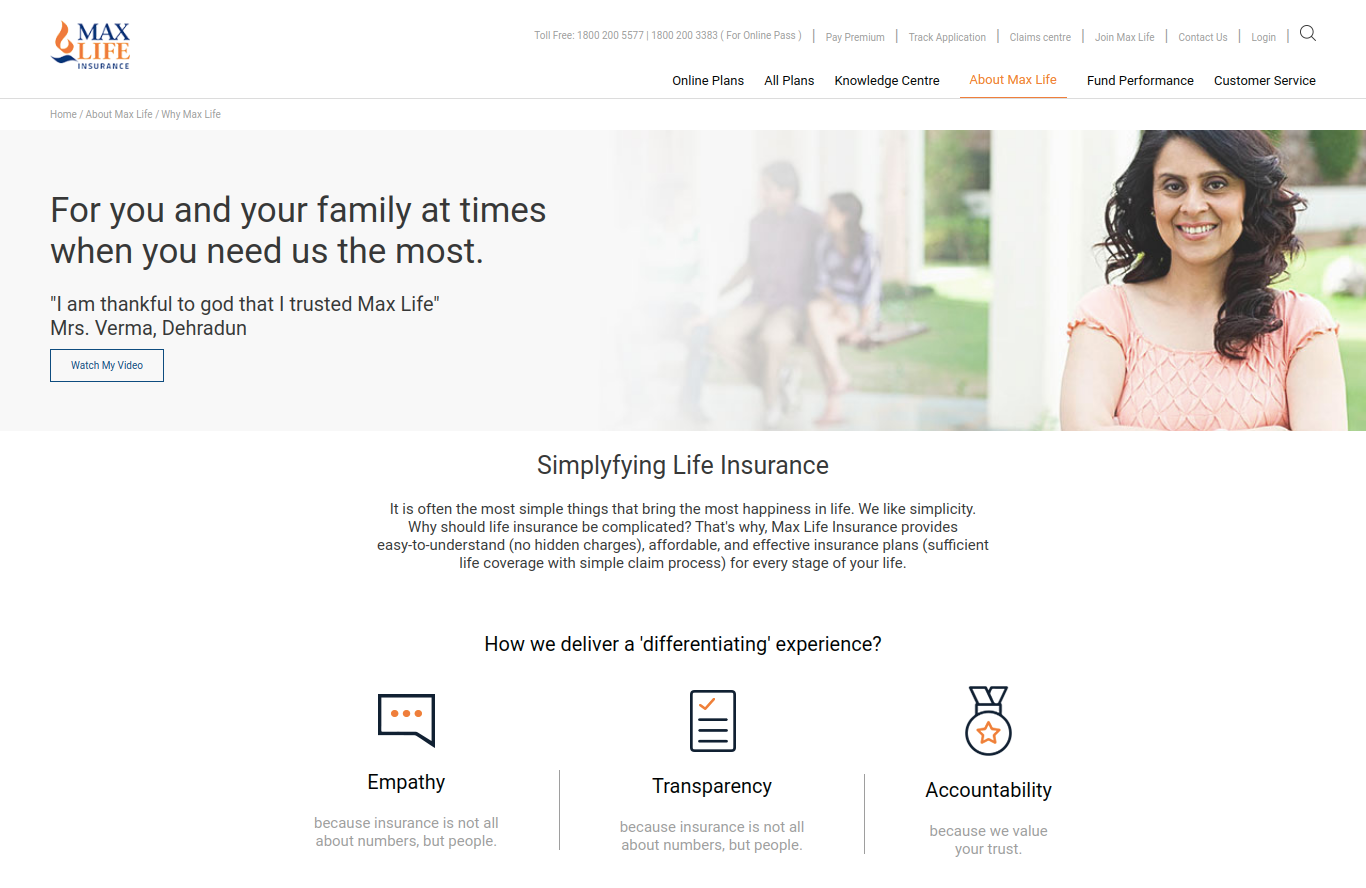 MAX
LIFE
INSURANCE
Toll Free: 1800 200 5577 | 1800 200 3383 ( For Online Pass ) | Pay Premium | Track Application | Claims centre | Join Max Life | Contact Us | Login |
Online Plans All Plans Knowledge Centre About Max Life Fund Performance Customer Service
Home / About Max Life / Why Max Life
For you and your family at times
when you need us the most.
"I am thankful to god that I trusted Max Life"
Mrs. Verma, Dehradun
Watch My Video
Simplyfying Life Insurance
It is often the most simple things that bring the most happiness in life. We like simplicity.
Why should life insurance be complicated? That's why, Max Life Insurance provides
easy-to-understand (no hidden charges), affordable, and effective insurance plans (sufficient
life coverage with simple claim process) for every stage of your life.
How we deliver a 'differentiating' experience?
Empathy
because insurance is not all
about numbers, but people.
Transparency
because insurance is not all
about numbers, but people.
Accountability
because we value
your trust.